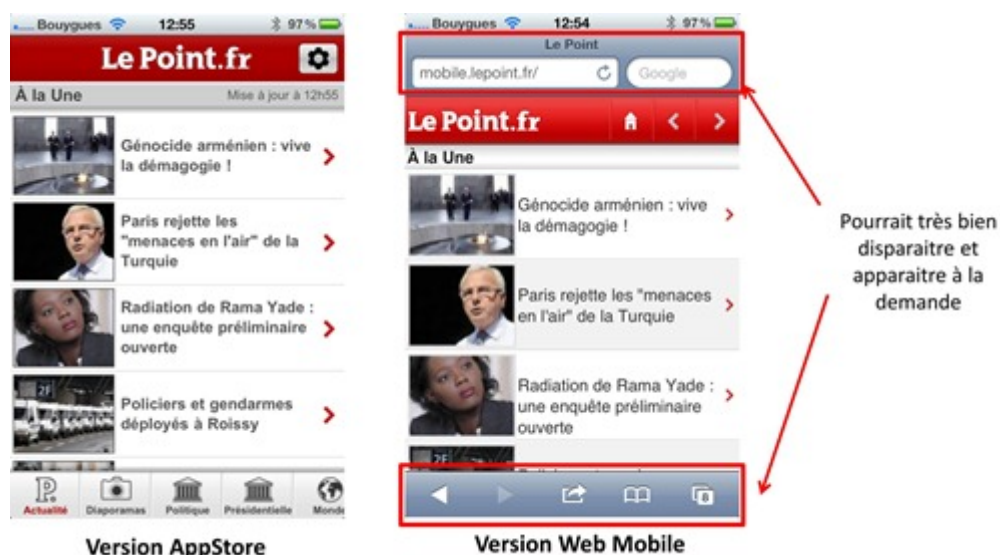 Bouygues 12:55 97%
Le Point.fr
À la Une Mise à jour à 12h55
Génocide arménien : vive
la démagogie !
Paris rejette les
"menaces en l'air" de la
Turquie
Radiation de Rama Yade :
une enquête préliminaire
ouverte
2F
Policiers et gendarmes
déployés à Roissy
Actualité Diaporamas Politique Présidentielle Monde
Version AppStore
Bouygues 12:54 97%
Le Point
mobile.lepoint.fr/ Google
Le Point.fr
À la Une
Génocide arménien : vive
la démagogie !
Paris rejette les "menaces
en l'air" de la Turquie
Radiation de Rama Yade :
une enquête préliminaire
ouverte
2F
8
Version Web Mobile
Pourrait très bien
disparaitre et
apparaitre à la
demande